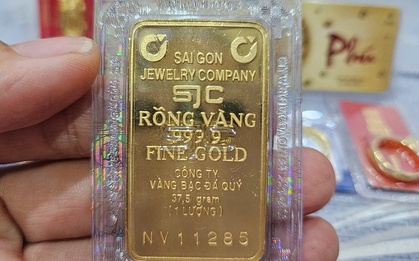 SAI GON
JEWELRY COMPANY
SJC
RỒNG VÀNG
999.9
FINE GOLD
CÔNG TY
VÀNG BẠC ĐÁ QUÝ
37,5 gram
(1 LƯỢNG)
NV11285
Phúc